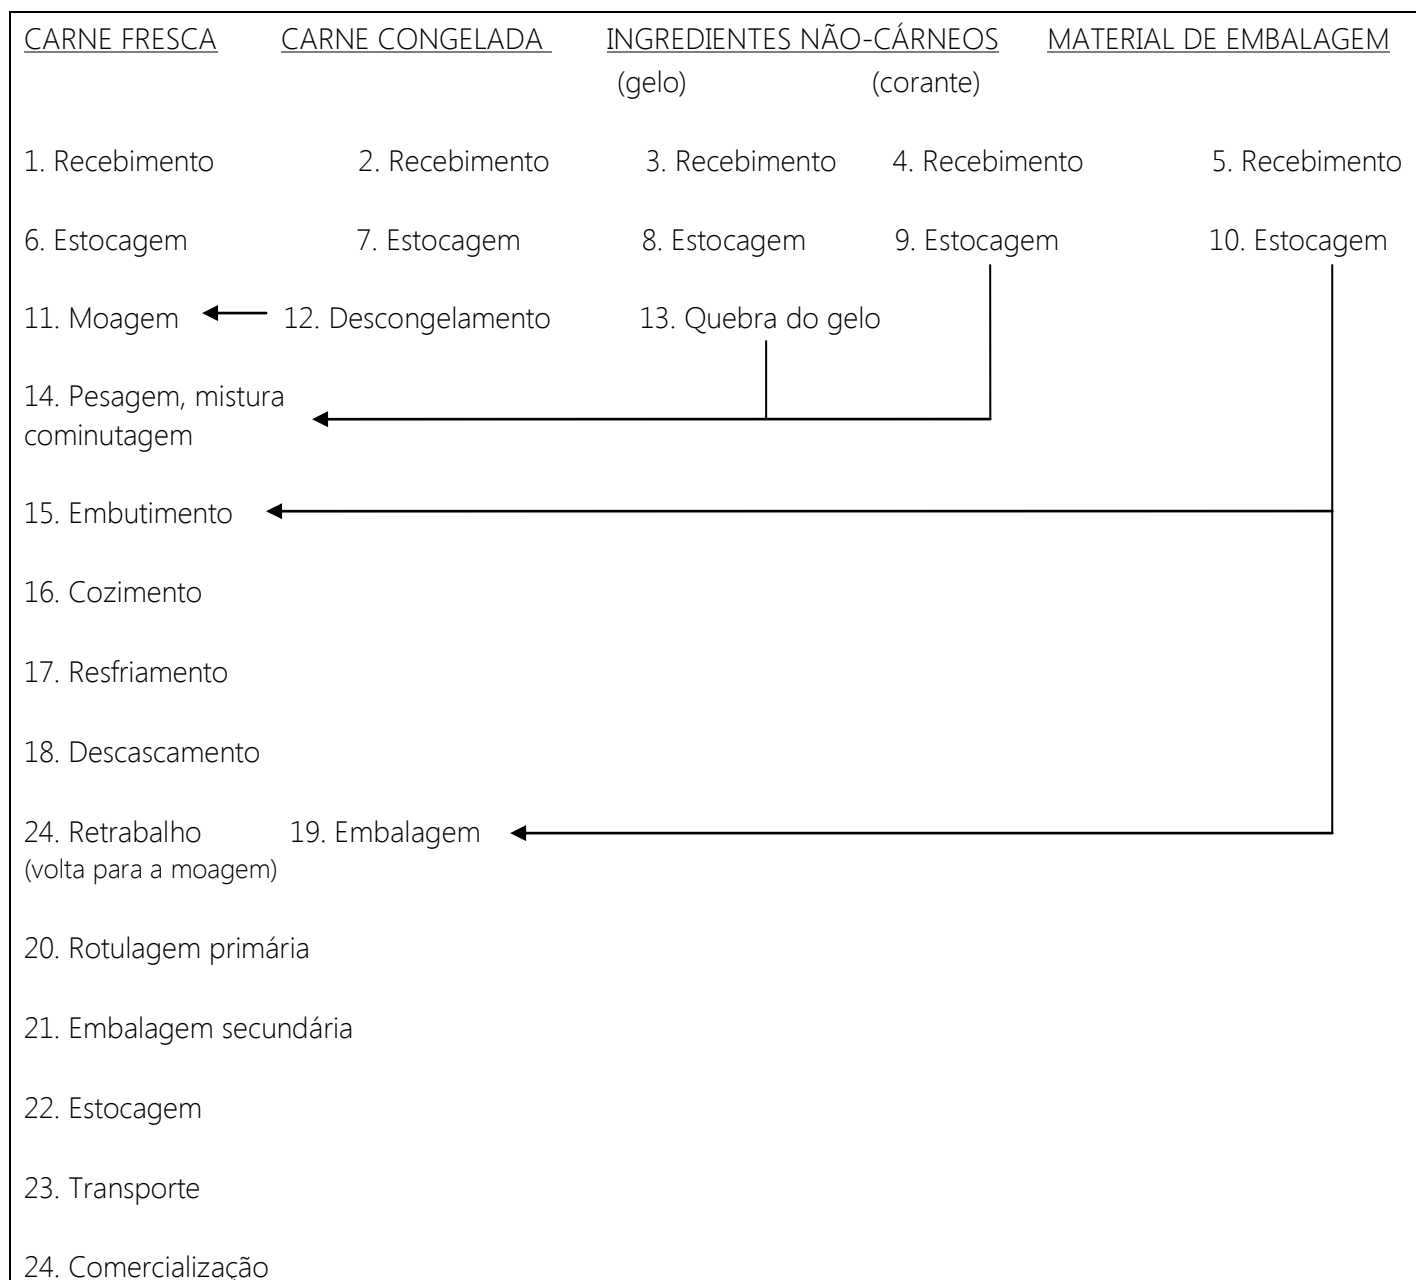 CARNE FRESCA CARNE CONGELADA INGREDIENTES NÃO-CÁRNEOS MATERIAL DE EMBALAGEM
(gelo) (corante)
1. Recebimento 2. Recebimento 3. Recebimento 4. Recebimento 5. Recebimento
6. Estocagem 7. Estocagem 8. Estocagem 9. Estocagem 10. Estocagem
11. Moagem 12. Descongelamento 13. Quebra do gelo
14. Pesagem, mistura
cominutagem
15. Embutimento
16. Cozimento
17. Resfriamento
18. Descascamento
24. Retrabalho 19. Embalagem
(volta para a moagem)
20. Rotulagem primária
21. Embalagem secundária
22. Estocagem
23. Transporte
24. Comercialização